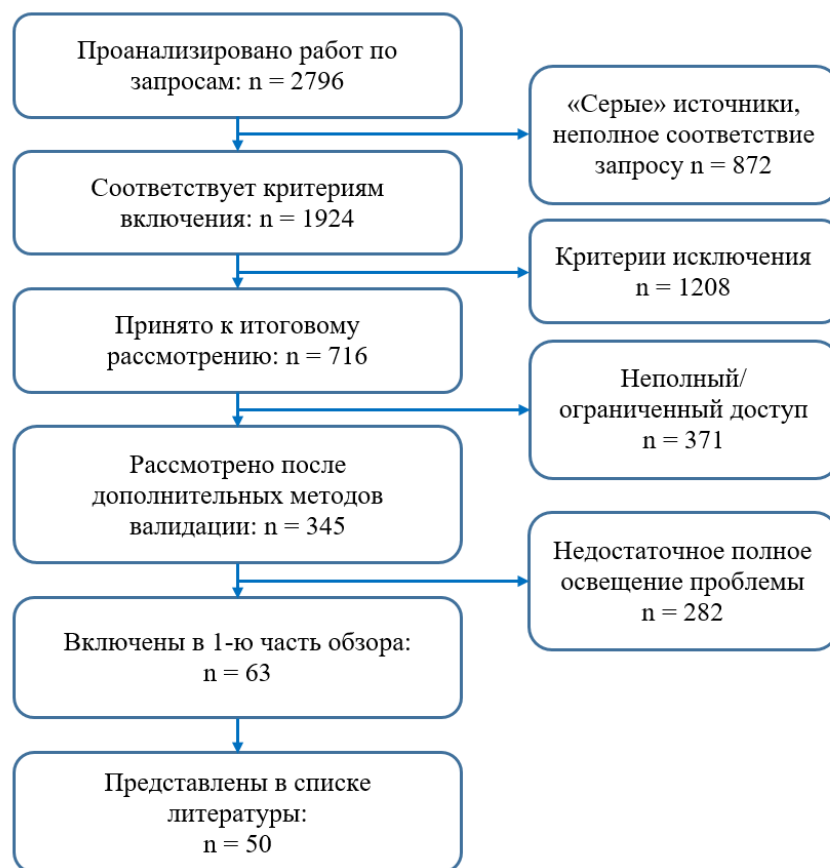 Проанализировано работ по
запросам: n = 2796
«Серые» источники,
неполное соответствие
запросу n = 872
Соответствует критериям
включения: n = 1924
Критерии исключения
n = 1208
Принято к итоговому
рассмотрению: n = 716
Неполный/
ограниченный доступ
n = 371
Рассмотрено после
дополнительных методов
валидации: n = 345
Недостаточное полное
освещение проблемы
n = 282
Включены в 1-ю часть обзора:
n = 63
Представлены в списке
литературы:
n = 50